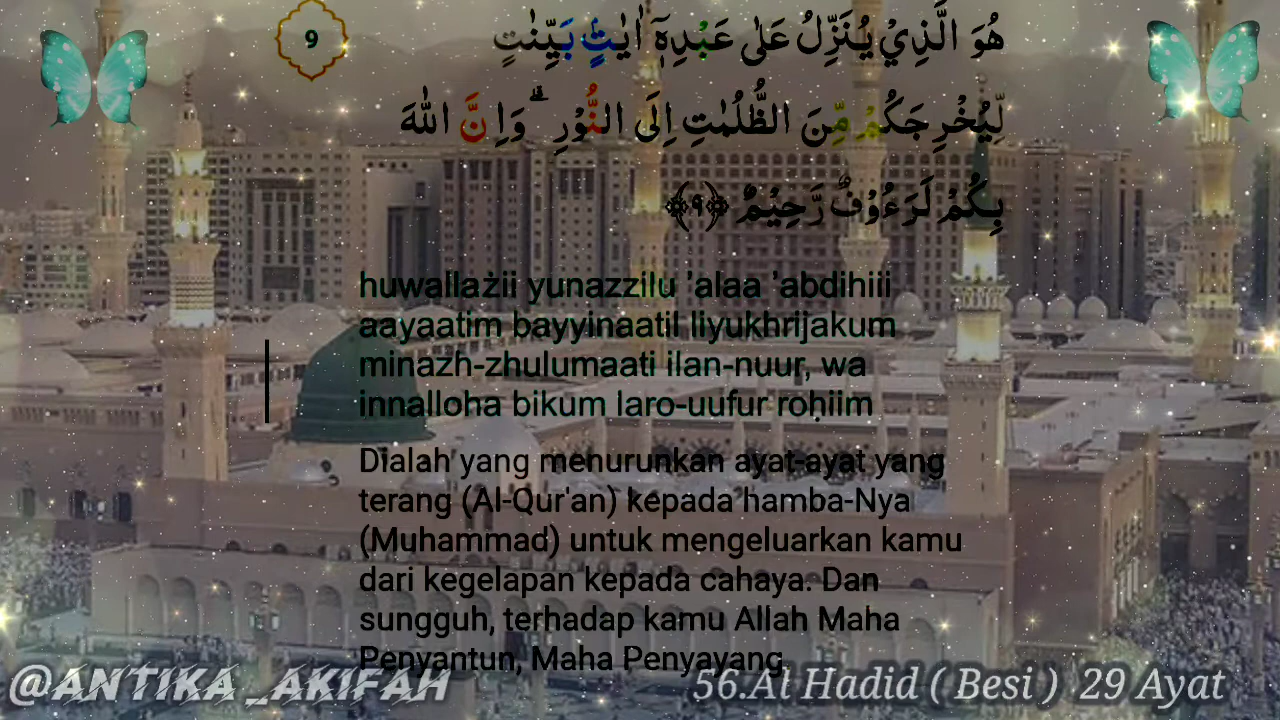 9
هُوَ الَّذِيْ يُنَزِّلُ عَلٰى عَبْدِهٖٓ اٰيٰتٍۢ بَيِّنٰتٍ
لِّيُخْرِجَكُمْ مِّنَ الظُّلُمٰتِ اِلَى النُّوْرِۗ وَاِنَّ اللّٰهَ
بِكُمْ لَرَءُوْفٌ رَّحِيْمٌ ﴿٩﴾
huwallażii yunazzilu 'alaa 'abdihiii
aayaatim bayyinaatil liyukhrijakum
minazh-zhulumaati ilan-nuur, wa
innalloha bikum laro-uufur roḥiim
Dialah yang menurunkan ayat-ayat yang
terang (Al-Qur'an) kepada hamba-Nya
(Muhammad) untuk mengeluarkan kamu
dari kegelapan kepada cahaya. Dan
sungguh, terhadap kamu Allah Maha
Penyantun, Maha Penyayang.
@ANTIKA_AKIFAH
56.Al Hadid ( Besi ) 29 Ayat